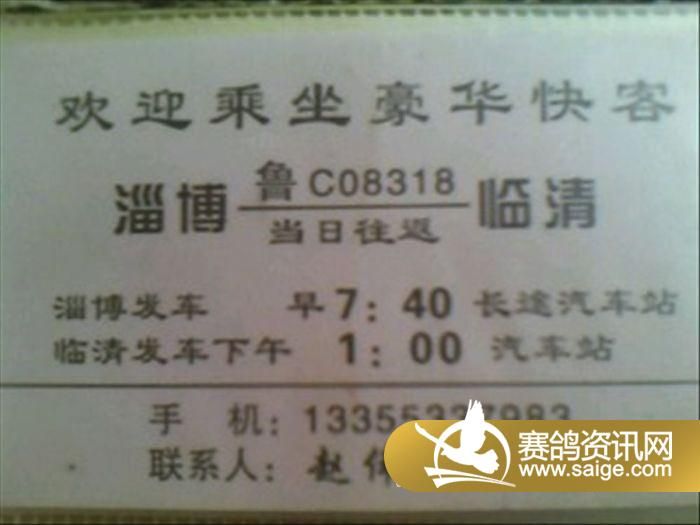 欢迎乘坐豪华快客
淄博 鲁C08318 临清
当日往返
淄博发车 早7:40 长途汽车站
临清发车下午 1:00 汽车站
手 机:
联系人:赵
赛鸽资讯网
www.saige.com